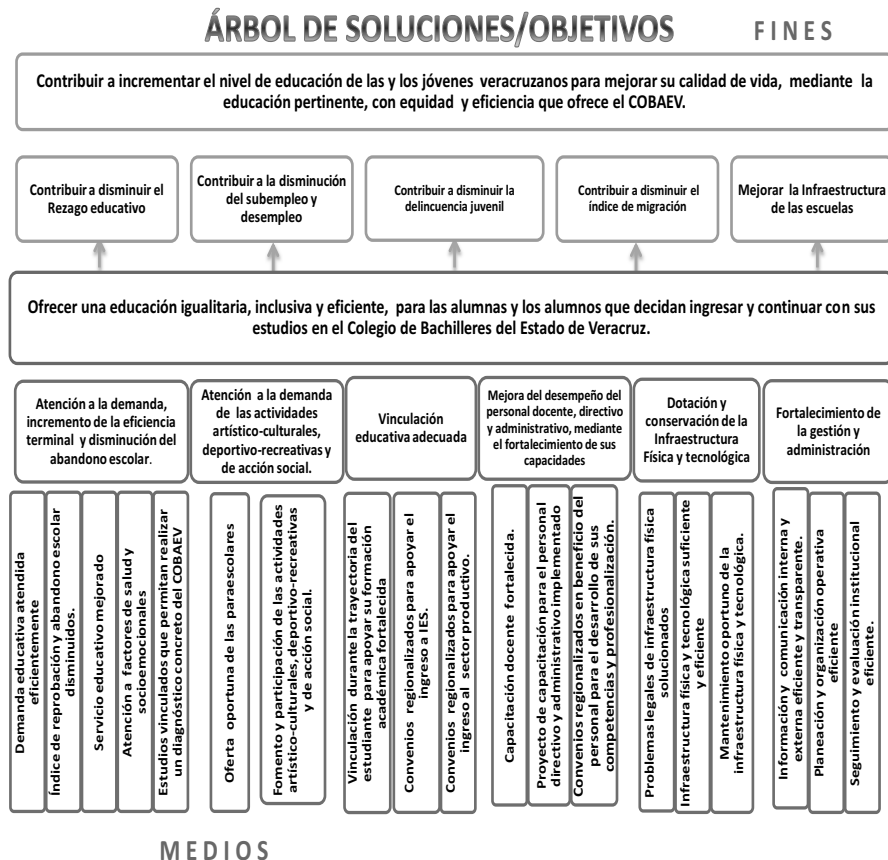 ÁRBOL DE SOLUCIONES/OBJETIVOS
FINES
Contribuir a incrementar el nivel de educación de las y los jóvenes veracruzanos para mejorar su calidad de vida, mediante la
educación pertinente, con equidad y eficiencia que ofrece el COBAEV.
Contribuir a disminuir el
Rezago educativo
Contribuir a la disminución
del subempleo y
desempleo
Contribuir a disminuir la
delincuencia juvenil
Contribuir a disminuir el
índice de migración
Mejorar la Infraestructura
de las escuelas
Ofrecer una educación igualitaria, inclusiva y eficiente, para las alumnas y los alumnos que decidan ingresar y continuar con sus
estudios en el Colegio de Bachilleres del Estado de Veracruz.
Atención a la demanda,
incremento de la eficiencia
terminal y disminución del
abandono escolar.
Atención a la demanda
de las actividades
artístico-culturales,
deportivo-recreativas y
de acción social.
Vinculación
educativa adecuada
Mejora del desempeño del
personal docente, directivo
y administrativo, mediante
el fortalecimiento de sus
capacidades
Dotación y
conservación de la
Infraestructura
Física y tecnológica
Fortalecimiento de
la gestión y
administración
Demanda educativa atendida
eficientemente
Índice de reprobación y abandono escolar
disminuidos.
Servicio educativo mejorado
Atención a factores de salud y
socioemocionales
Estudios vinculados que permitan realizar
un diagnóstico concreto del COBAEV
Oferta oportuna de las paraescolares
Fomento y participación de las actividades
artístico-culturales, deportivo-recreativas
y de acción social.
Vinculación durante la trayectoria del
estudiante para apoyar su formación
académica fortalecida
Convenios regionalizados para apoyar el
ingreso a IES.
Convenios regionalizados para apoyar el
ingreso al sector productivo.
Capacitación docente fortalecida.
Proyecto de capacitación para el personal
directivo y administrativo implementado
Convenios regionalizados en beneficio del
personal para el desarrollo de sus
competencias y profesionalización.
Problemas legales de infraestructura física
solucionados
Infraestructura física y tecnológica suficiente
y eficiente
Mantenimiento oportuno de la
infraestructura física y tecnológica.
Información y comunicación interna y
externa eficiente y transparente.
Planeación y organización operativa
eficiente
Seguimiento y evaluación institucional
eficiente.
MEDIOS